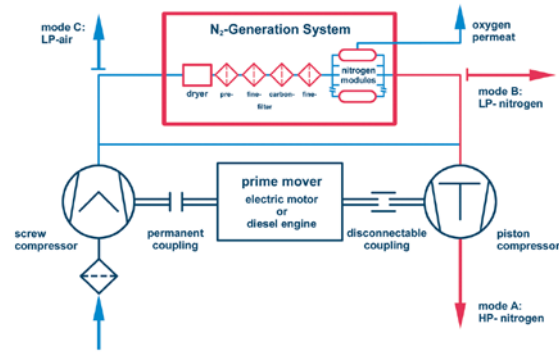 mode C:
LP-air
N₂-Generation System
oxygen
permeat
dryer
pre-
fine-
carbon-
fine-
filter
nitrogen
modules
mode B:
LP- nitrogen
prime mover
electric motor
or
diesel engine
screw
compressor
permanent
coupling
disconnectable
coupling
piston
compressor
mode A:
HP- nitrogen